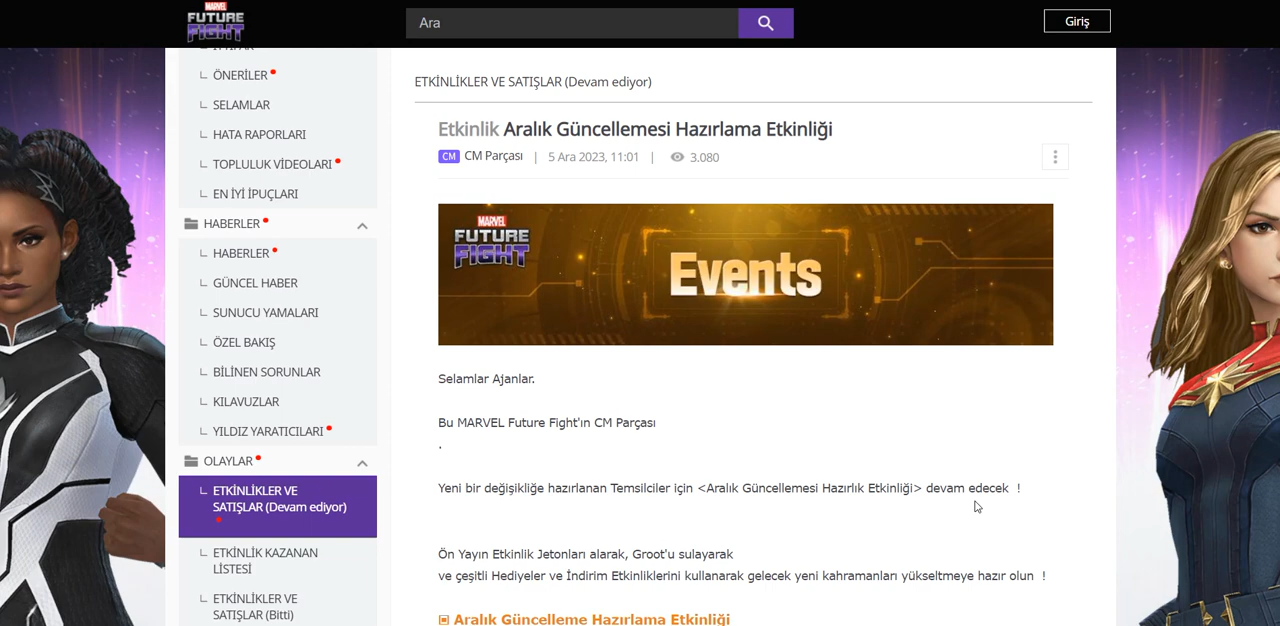 MARVEL
FUTURE
FIGHT
Ara
Giriş
ÖNERİLER
SELAMLAR
HATA RAPORLARI
TOPLULUK VİDEOLARI
EN İYİ İPUÇLARI
HABERLER
HABERLER
GÜNCEL HABER
SUNUCU YAMALARI
ÖZEL BAKIŞ
BİLİNEN SORUNLAR
KILAVUZLAR
YILDIZ YARATICILARI
OLAYLAR
ETKİNLİKLER VE
SATIŞLAR (Devam ediyor)
ETKİNLİK KAZANAN
LİSTESİ
ETKİNLİKLER VE
SATIŞLAR (Bitti)
ETKİNLİKLER VE SATIŞLAR (Devam ediyor)
Etkinlik Aralık Güncellemesi Hazırlama Etkinliği
CM CM Parçası | 5 Ara 2023, 11:01 | 3.080
MARVEL
FUTURE
FIGHT
Events
Selamlar Ajanlar.
Bu MARVEL Future Fight'ın CM Parçası
.
Yeni bir değişikliğe hazırlanan Temsilciler için <Aralık Güncellemesi Hazırlık Etkinliği> devam edecek !
Ön Yayın Etkinlik Jetonları alarak, Groot'u sulayarak
ve çeşitli Hediyeler ve İndirim Etkinliklerini kullanarak gelecek yeni kahramanları yükseltmeye hazır olun !
▣ Aralık Güncelleme Hazırlama Etkinliği